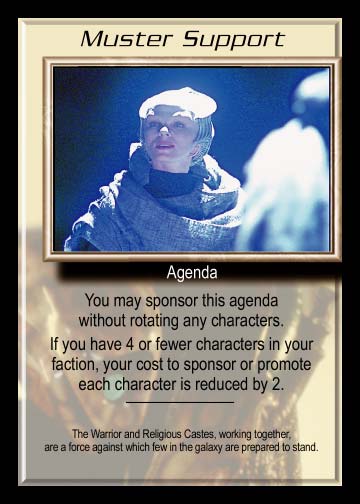 Muster Support
Agenda
You may sponsor this agenda
without rotating any characters.
If you have 4 or fewer characters in your
faction, your cost to sponsor or promote
each character is reduced by 2.
The Warrior and Religious Castes, working together,
are a force against which few in the galaxy are prepared to stand.